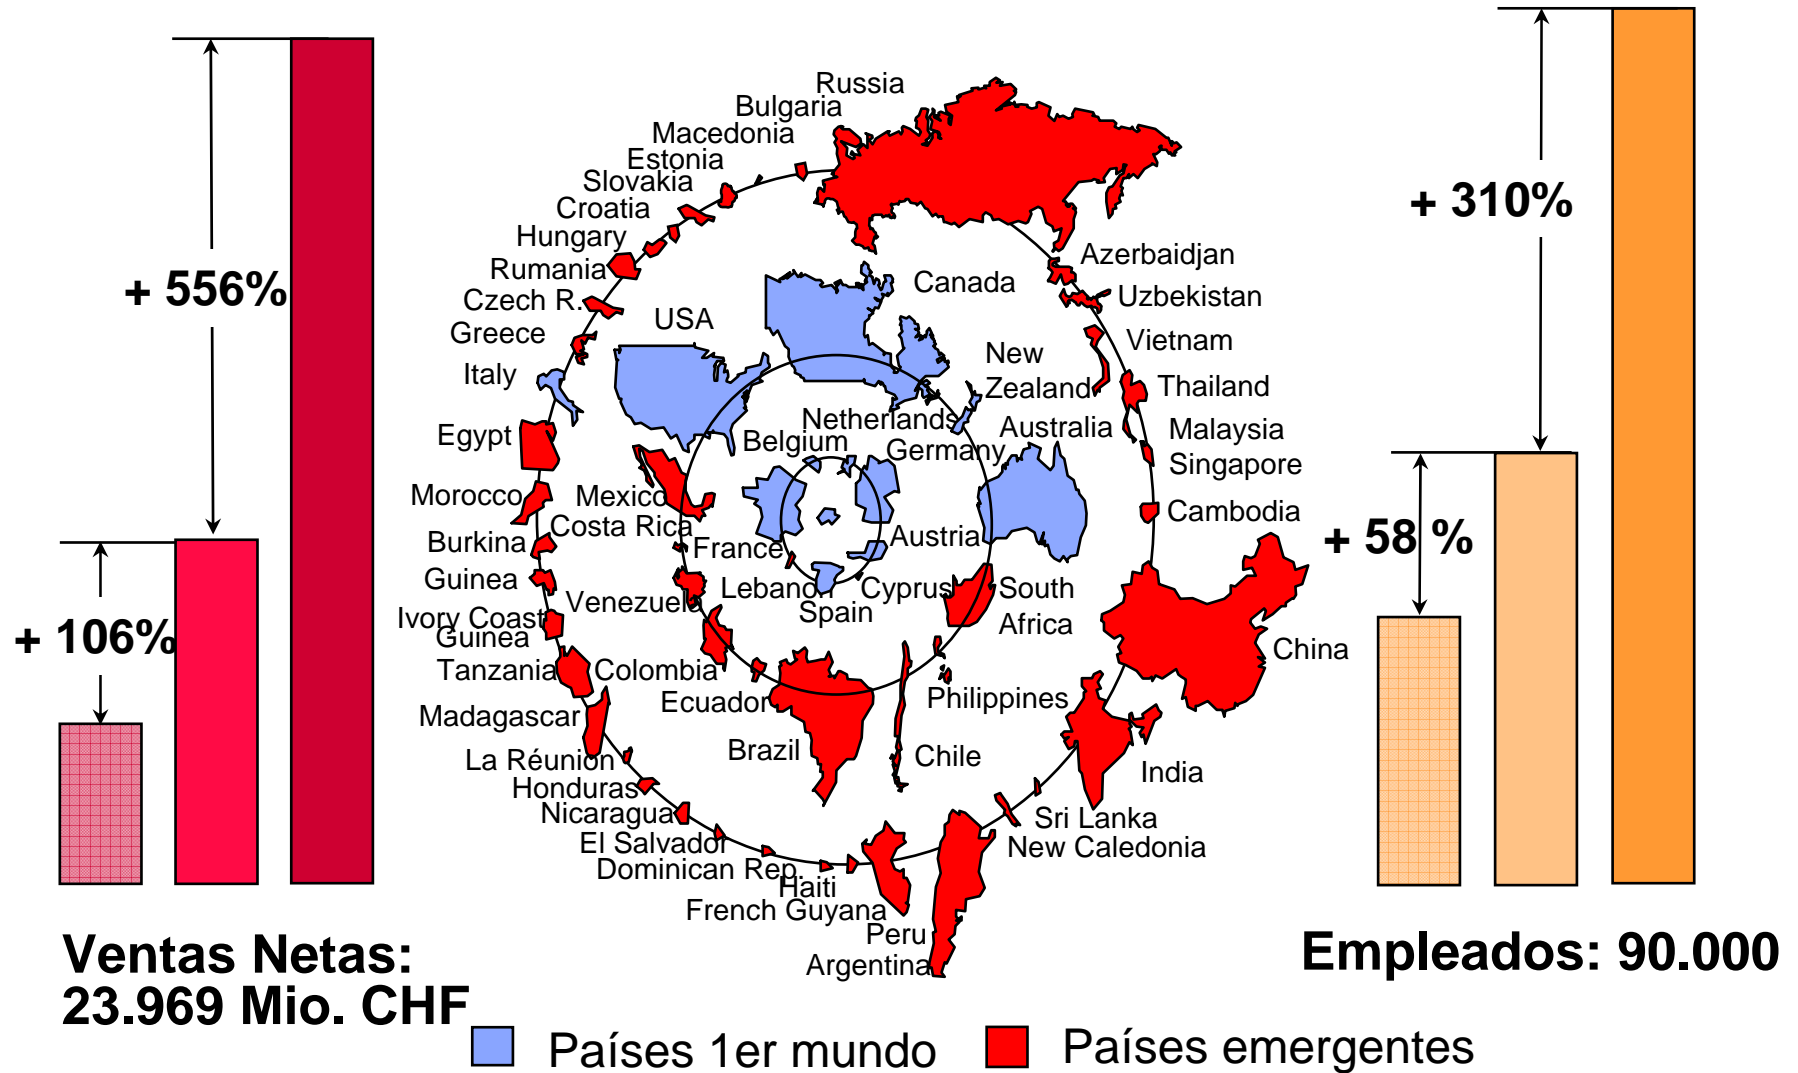 + 556%
+ 106%
Ventas Netas:
23.969 Mio. CHF
Russia
Bulgaria
Macedonia
Estonia
Slovakia
Croatia
Hungary
Rumania
Czech R.
Greece
Italy
Egypt
Morocco
Burkina
Guinea
Ivory Coast
Guinea
Tanzania
Madagascar
La Réunion
Honduras
Nicaragua
El Salvador
Dominican Rep.
Haiti
French Guyana
Peru
Argentina
USA
Canada
New
Zealand
Netherlands
Belgium
Germany
Australia
Mexico
Costa Rica
France
Austria
Lebanon
Cyprus
Spain
South
Africa
Venezuela
Colombia
Ecuador
Brazil
Chile
Philippines
Azerbaidjan
Uzbekistan
Vietnam
Thailand
Malaysia
Singapore
Cambodia
China
India
Sri Lanka
New Caledonia
+ 310%
+ 58 %
Empleados: 90.000
Países 1er mundo
Países emergentes